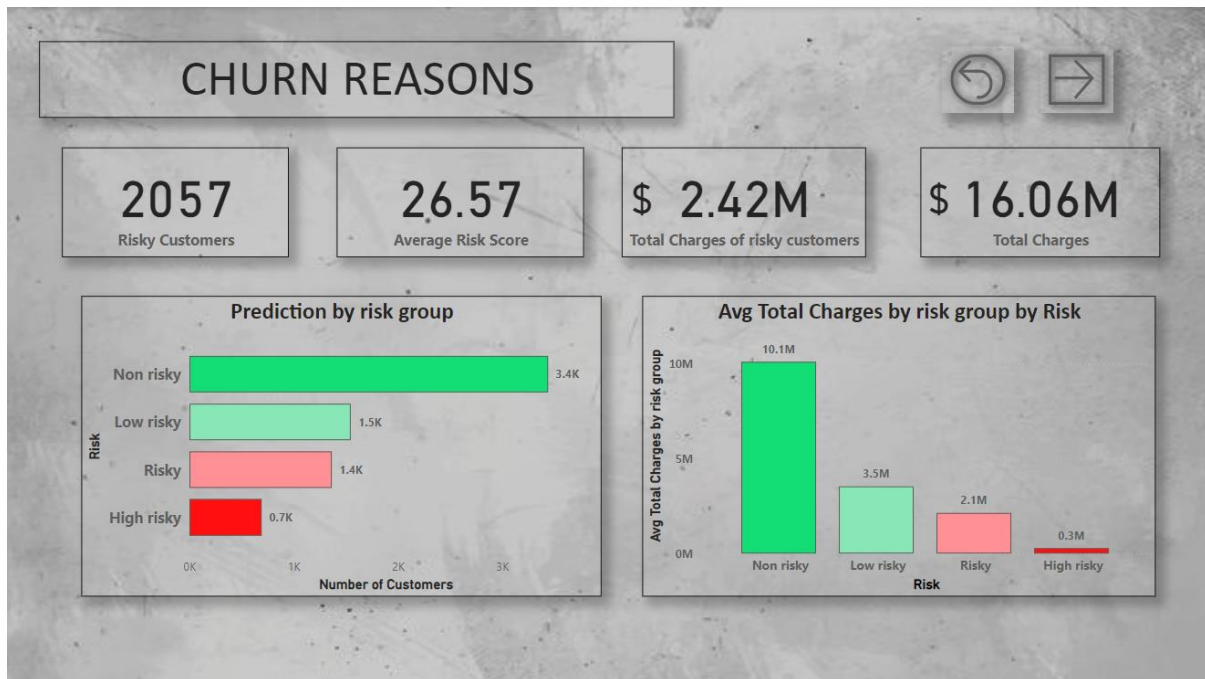 CHURN REASONS
2057
Risky Customers
26.57
Average Risk Score
$ 2.42M
Total Charges of risky customers
$ 16.06M
Total Charges
Prediction by risk group
Risk
Non risky 3.4K
Low risky 1.5K
Risky 1.4K
High risky 0.7K
0K 1K 2K 3K
Number of Customers
Avg Total Charges by risk group by Risk
Avg Total Charges by risk group
10M
5M
0M
10.1M
3.5M
2.1M
0.3M
Non risky Low risky Risky High risky
Risk